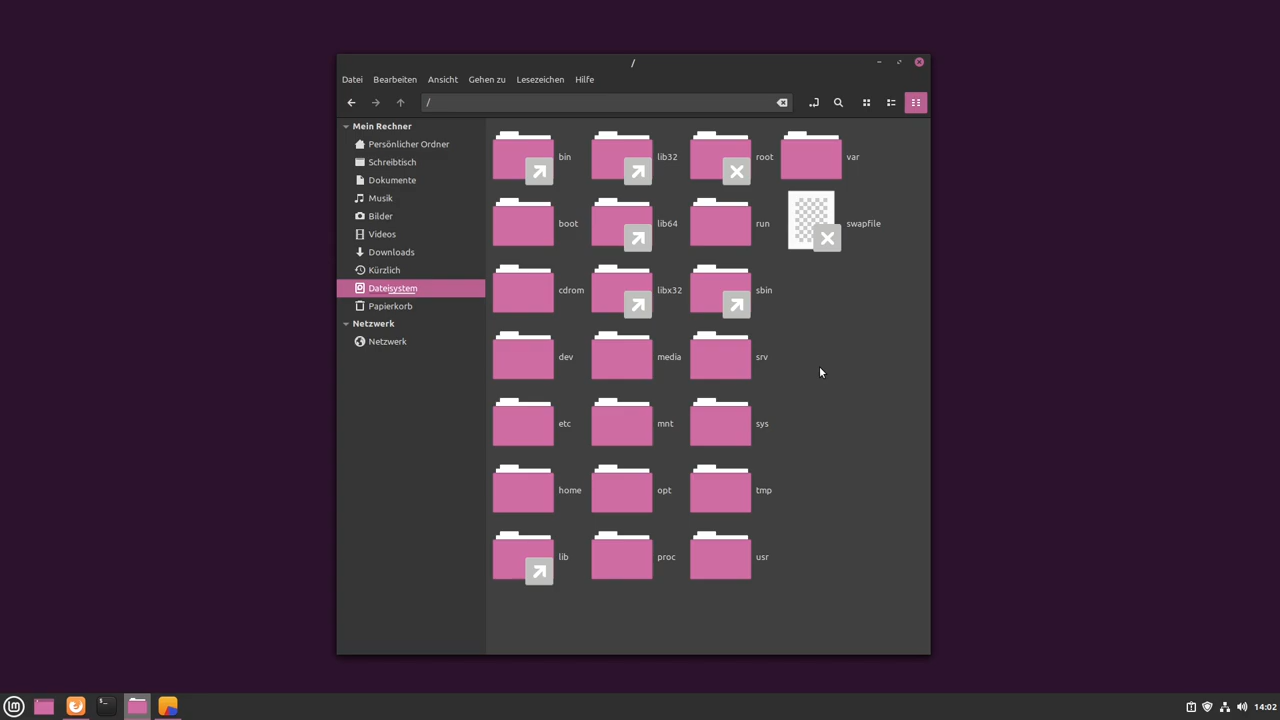 /
Datei Bearbeiten Ansicht Gehen zu Lesezeichen Hilfe
/
Mein Rechner
Persönlicher Ordner
Schreibtisch
Dokumente
Musik
Bilder
Videos
Downloads
Kürzlich
Dateisystem
Papierkorb
Netzwerk
Netzwerk
bin lib32 root var
boot lib64 run swapfile
cdrom libx32 sbin
dev media srv
etc mnt sys
home opt tmp
lib proc usr
14:02